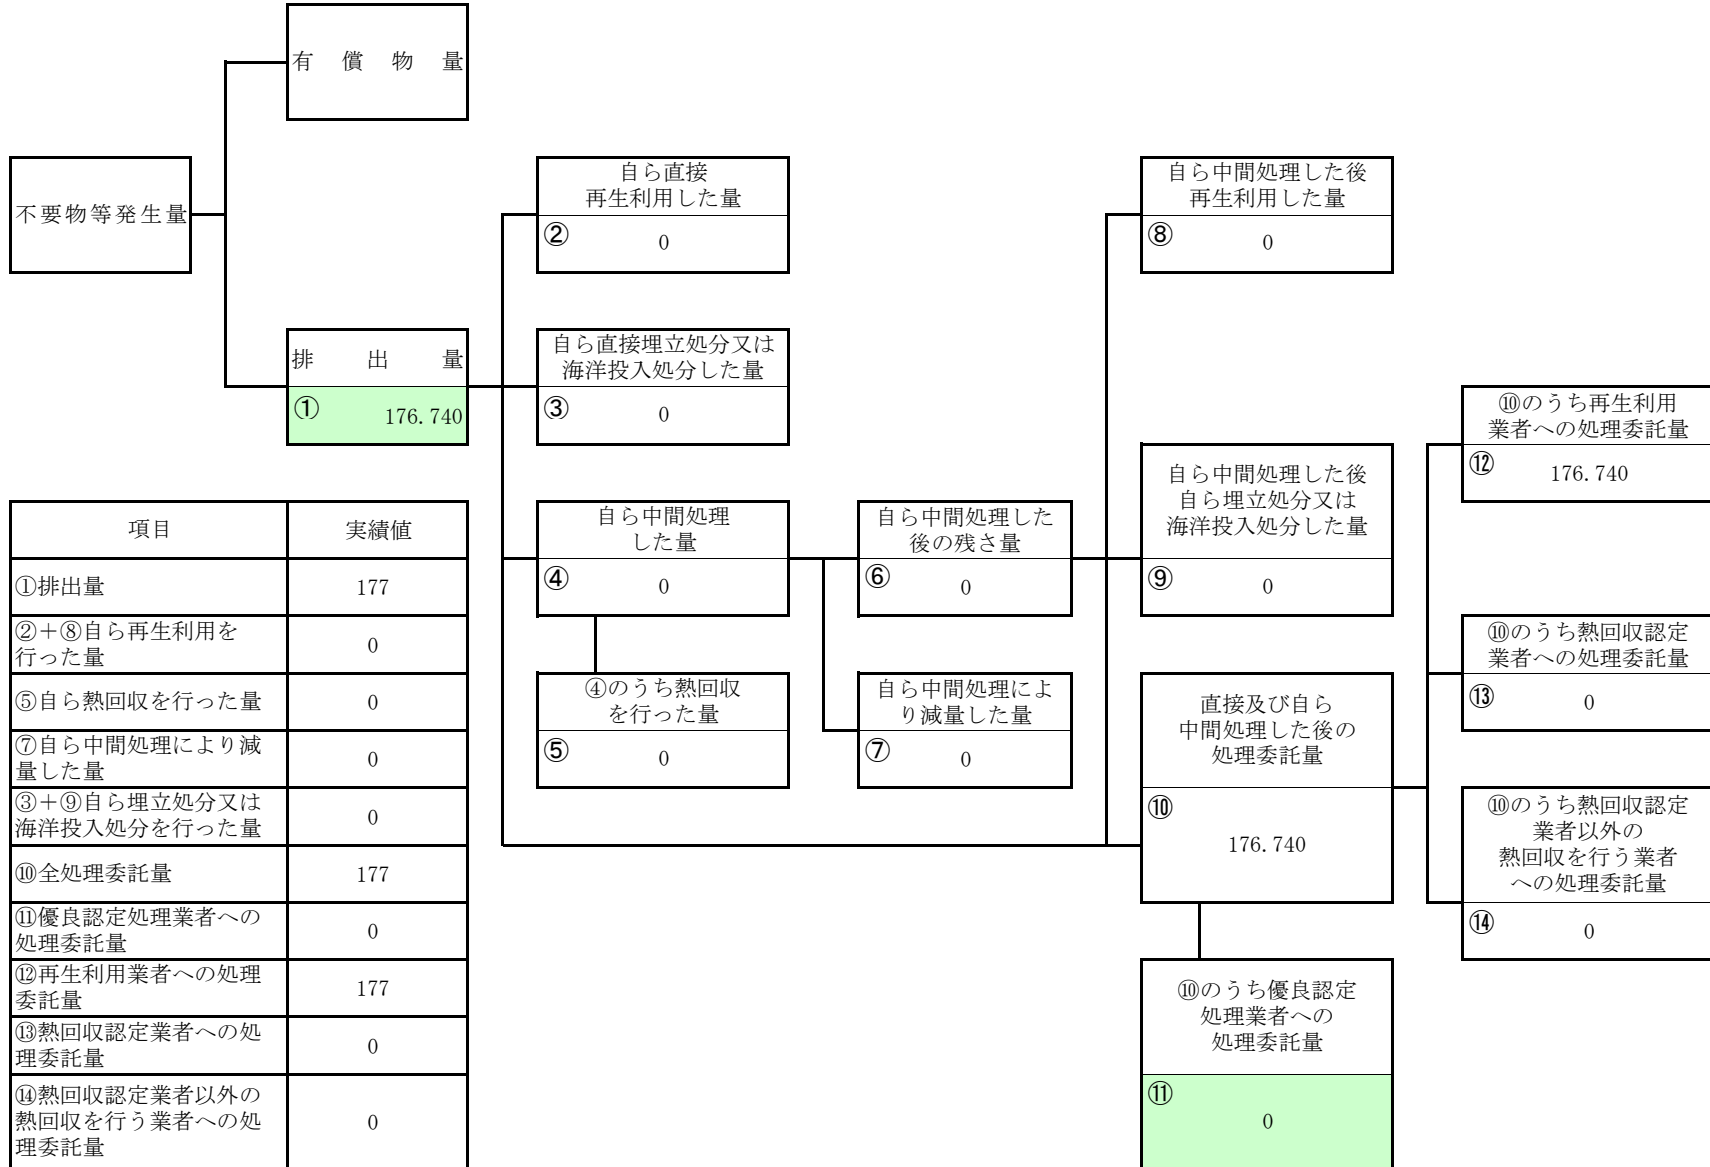 有償物量
不要物等発生量
自ら直接
再生利用した量
② 0
自ら中間処理した後
再生利用した量
⑧ 0
排出量
① 176.740
自ら直接埋立処分又は
海洋投入処分した量
③ 0
⑩のうち再生利用
業者への処理委託量
⑫ 176.740
自ら中間処理した後
自ら埋立処分又は
海洋投入処分した量
⑨ 0
自ら中間処理
した量
④ 0
自ら中間処理した
後の残さ量
⑥ 0
⑩のうち熱回収認定
業者への処理委託量
⑬ 0
④のうち熱回収
を行った量
⑤ 0
自ら中間処理によ
り減量した量
⑦ 0
直接及び自ら
中間処理した後の
処理委託量
⑩
176.740
⑩のうち熱回収認定
業者以外の
熱回収を行う業者
への処理委託量
⑭ 0
⑩のうち優良認定
処理業者への
処理委託量
⑪
0
項目 実績値
①排出量 177
②+⑧自ら再生利用を
行った量 0
⑤自ら熱回収を行った量 0
⑦自ら中間処理により減
量した量 0
③+⑨自ら埋立処分又は
海洋投入処分を行った量 0
⑩全処理委託量 177
⑪優良認定処理業者への
処理委託量 0
⑫再生利用業者への処理
委託量 177
⑬熱回収認定業者への処
理委託量 0
⑭熱回収認定業者以外の
熱回収を行う業者への処
理委託量 0